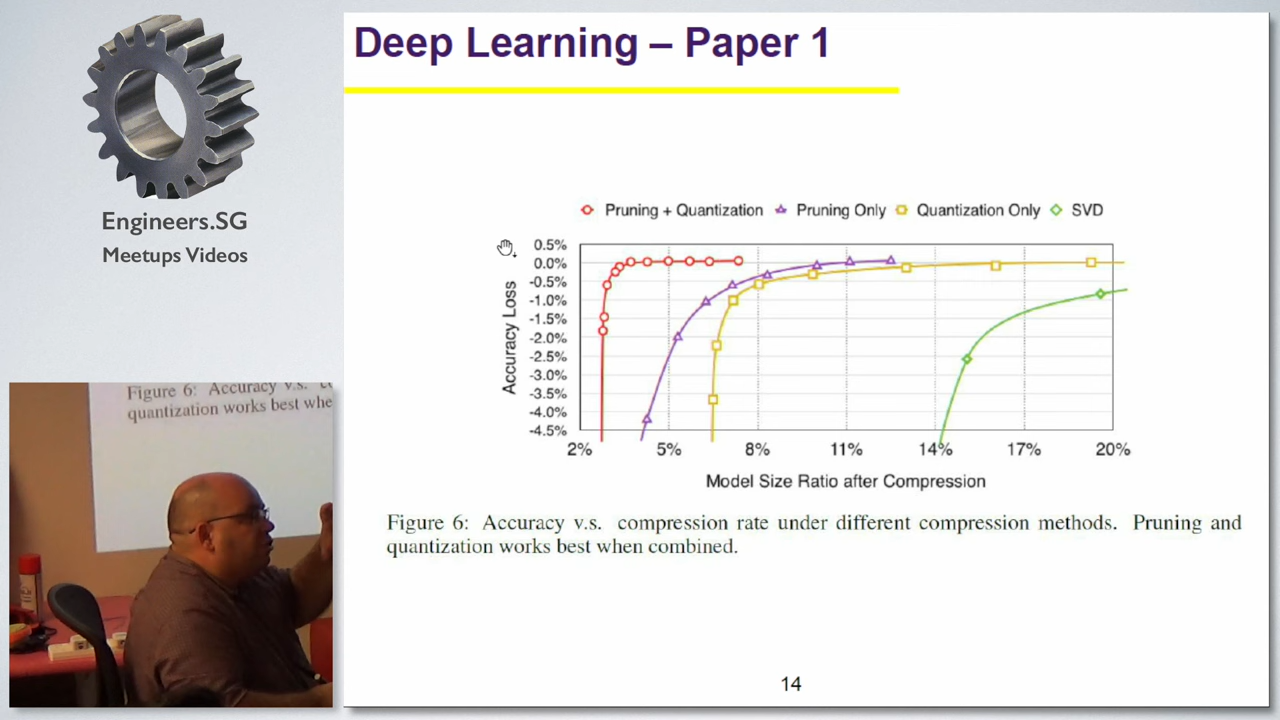 Deep Learning – Paper 1
Engineers.SG
Meetups Videos
Pruning + Quantization Pruning Only Quantization Only SVD
Accuracy Loss
0.5%
0.0%
-0.5%
-1.0%
-1.5%
-2.0%
-2.5%
-3.0%
-3.5%
-4.0%
-4.5%
2% 5% 8% 11% 14% 17% 20%
Model Size Ratio after Compression
Figure 6: Accuracy v.s. compression rate under different compression methods. Pruning and
quantization works best when combined.
Figure 6: Accuracy v.s.
quantization works best whe
14